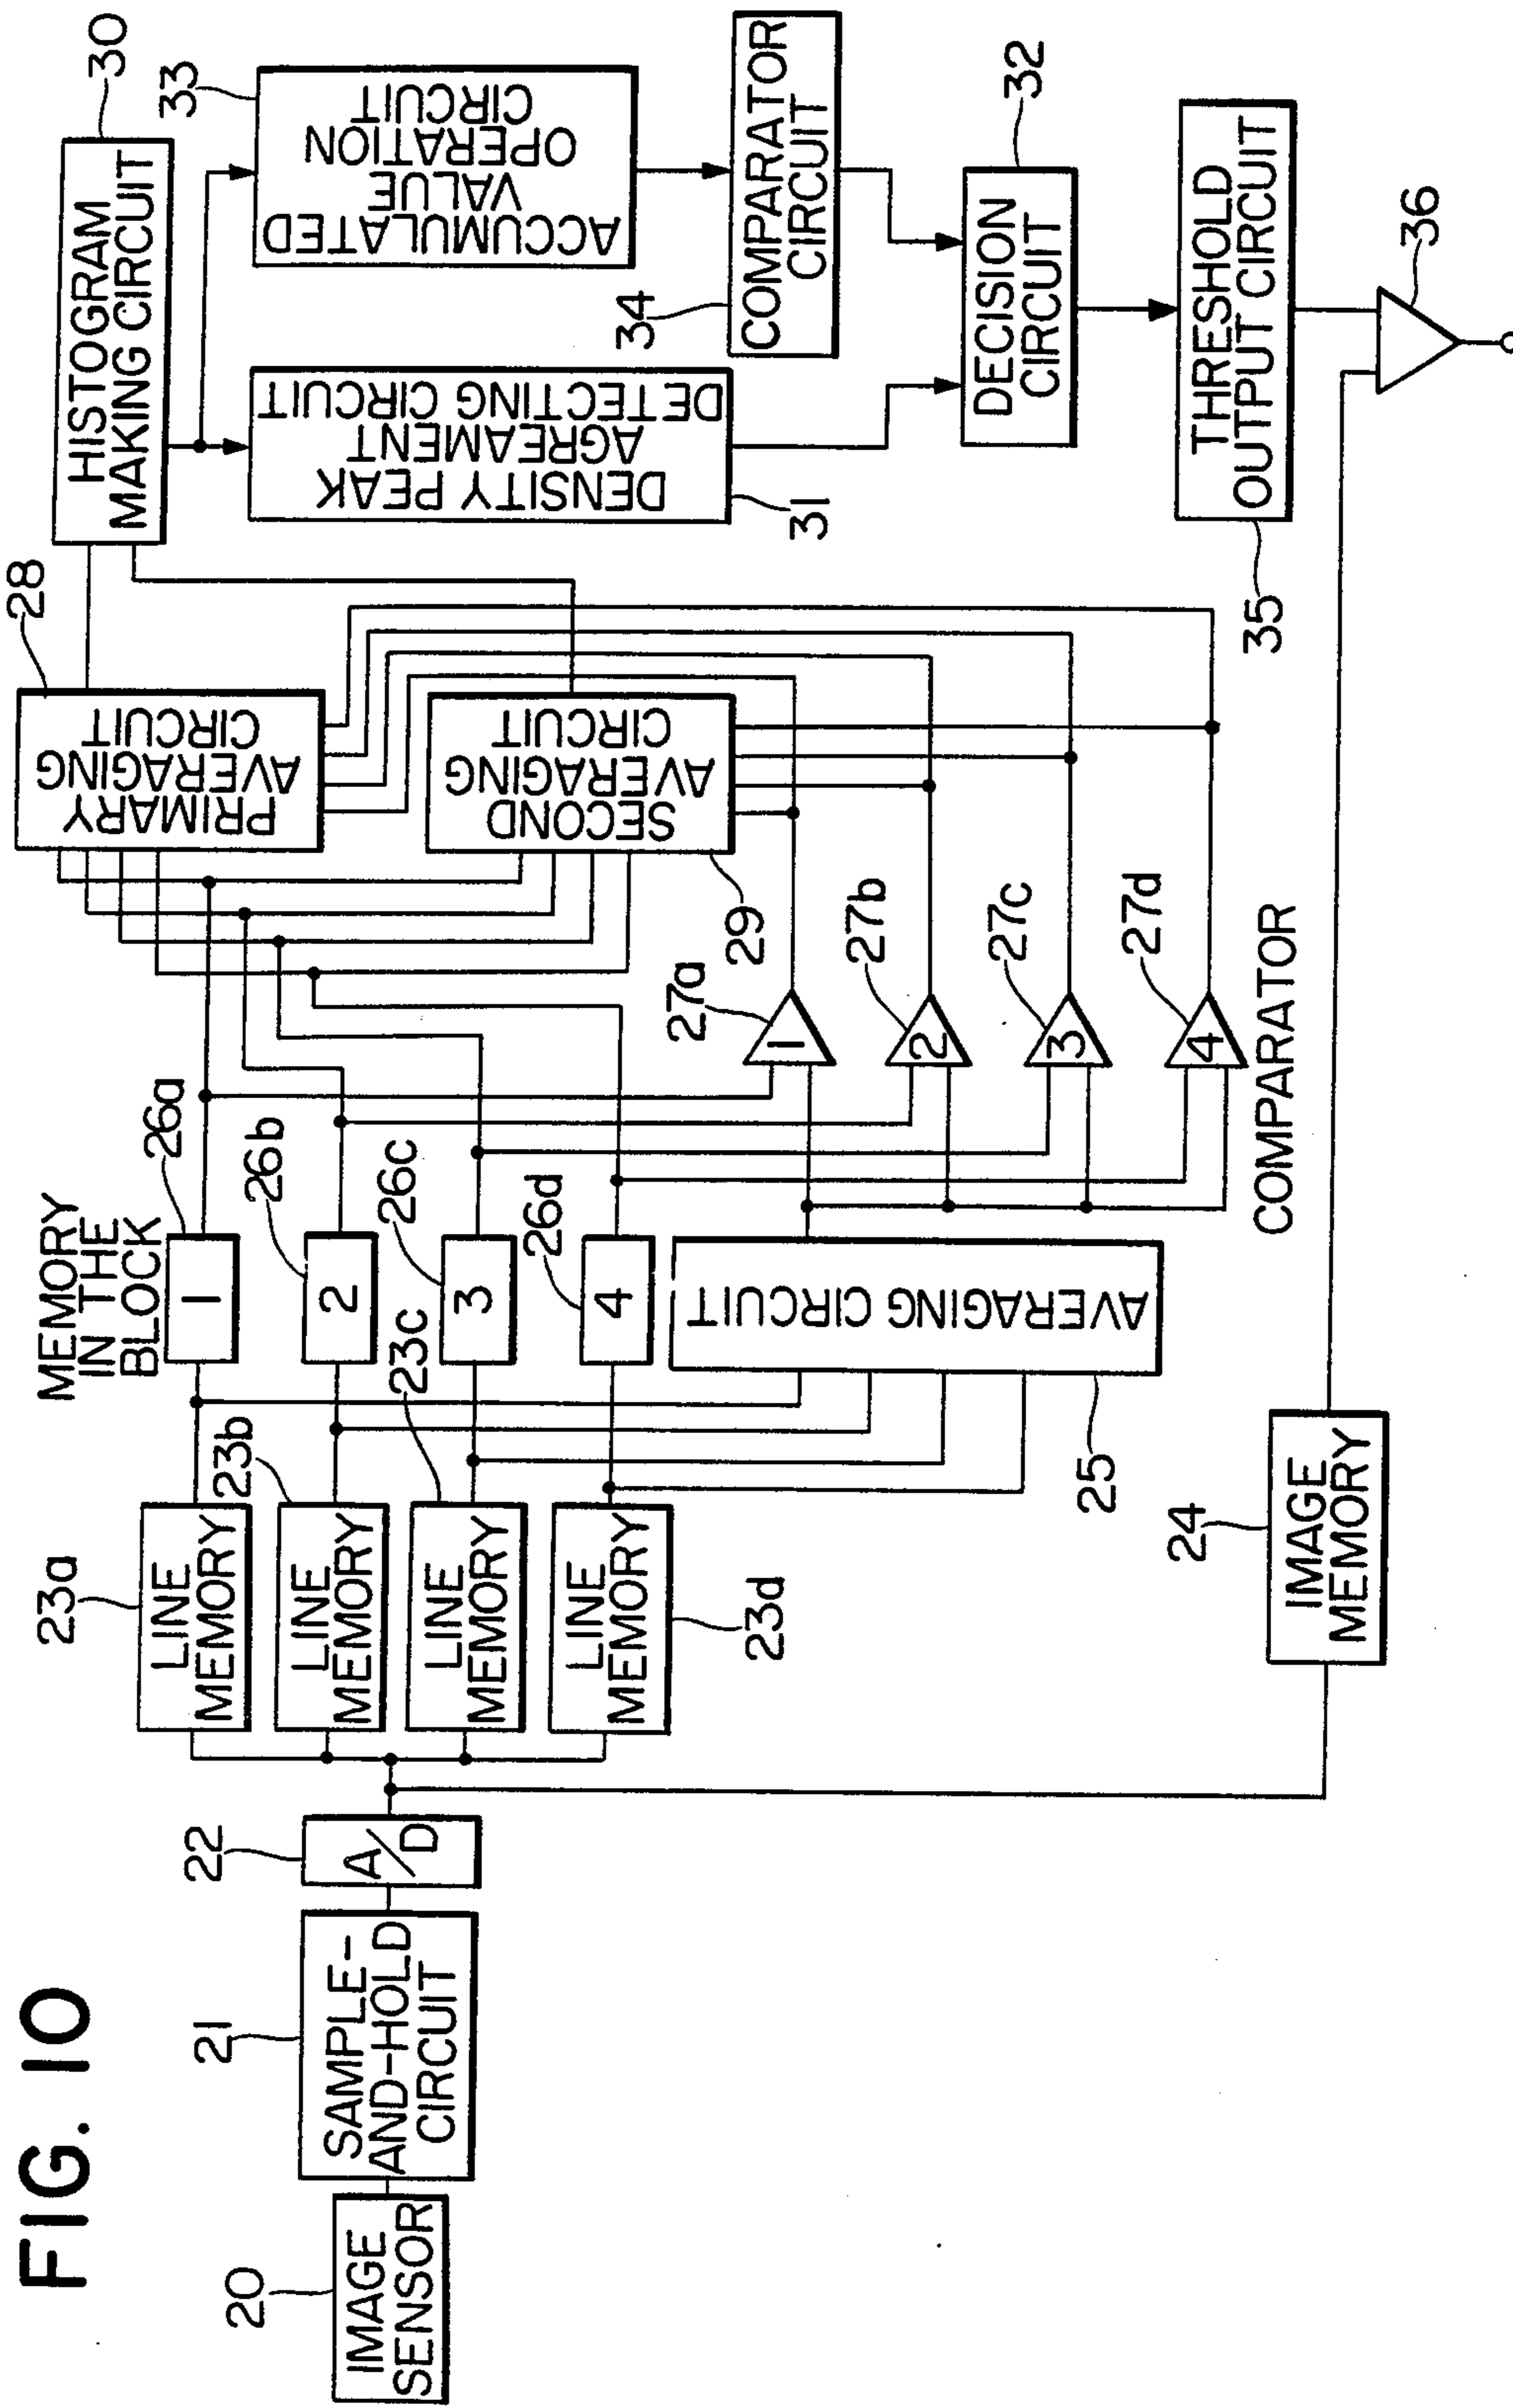 FIG. 10
20
IMAGE
SENSOR
21
SAMPLE-
AND-HOLD
CIRCUIT
22
A/D
23a
LINE
MEMORY
23b
LINE
MEMORY
23c
LINE
MEMORY
23d
LINE
MEMORY
24
IMAGE
MEMORY
25
AVERAGING CIRCUIT
MEMORY
IN THE
BLOCK
26a
1
26b
2
26c
3
26d
4
27a
1
27b
2
27c
3
27d
4
COMPARATOR
28
PRIMARY
AVERAGING
CIRCUIT
29
SECOND
AVERAGING
CIRCUIT
30
HISTOGRAM
MAKING CIRCUIT
31
DENSITY PEAK
AGREAMENT
DETECTING CIRCUIT
33
ACCUMULATED
VALUE
OPERATION
CIRCUIT
34
COMPARATOR
CIRCUIT
32
DECISION
CIRCUIT
35
THRESHOLD
OUTPUT CIRCUIT
36